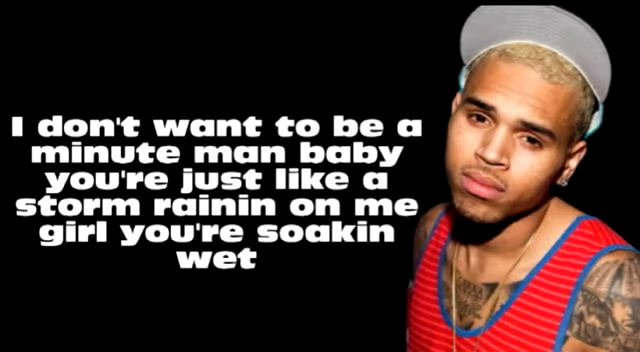 I don't want to be a
minute man baby
you're just like a
storm rainin on me
girl you're soakin
wet